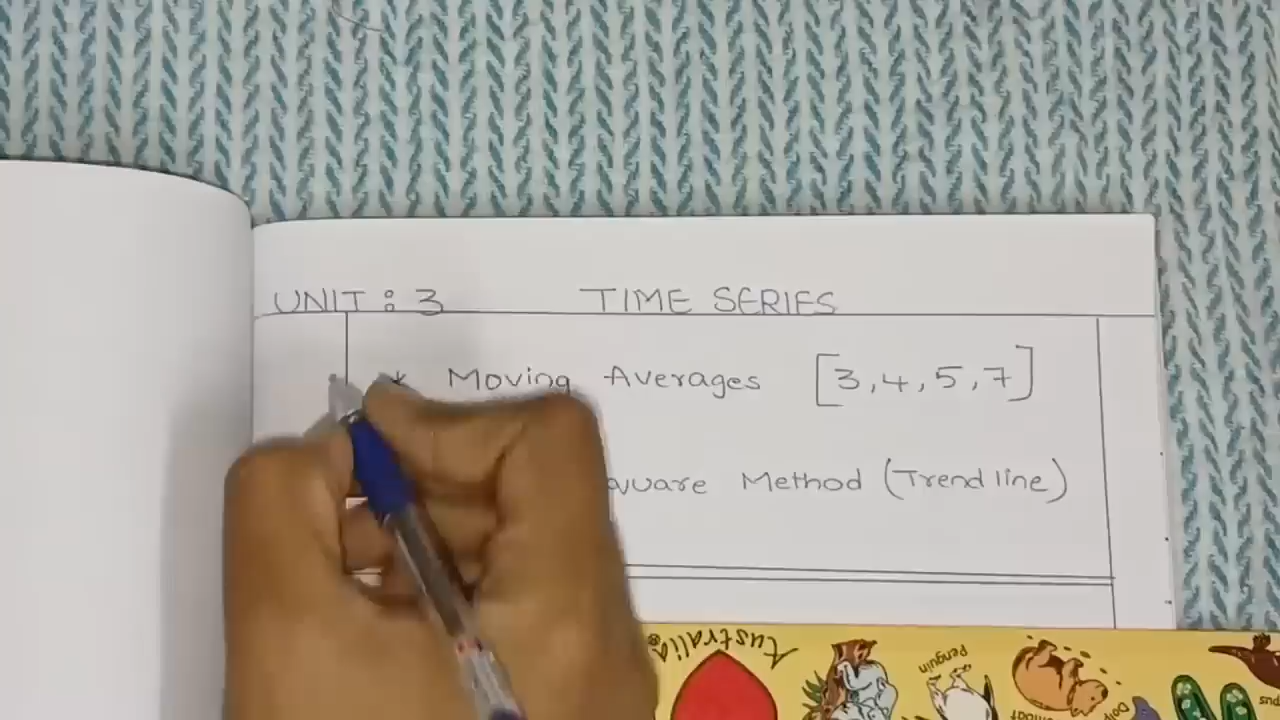 UNIT : 3 TIME SERIES
* Moving Averages [3, 4, 5, 7]
Method (Trend line)
Australia
Penguin